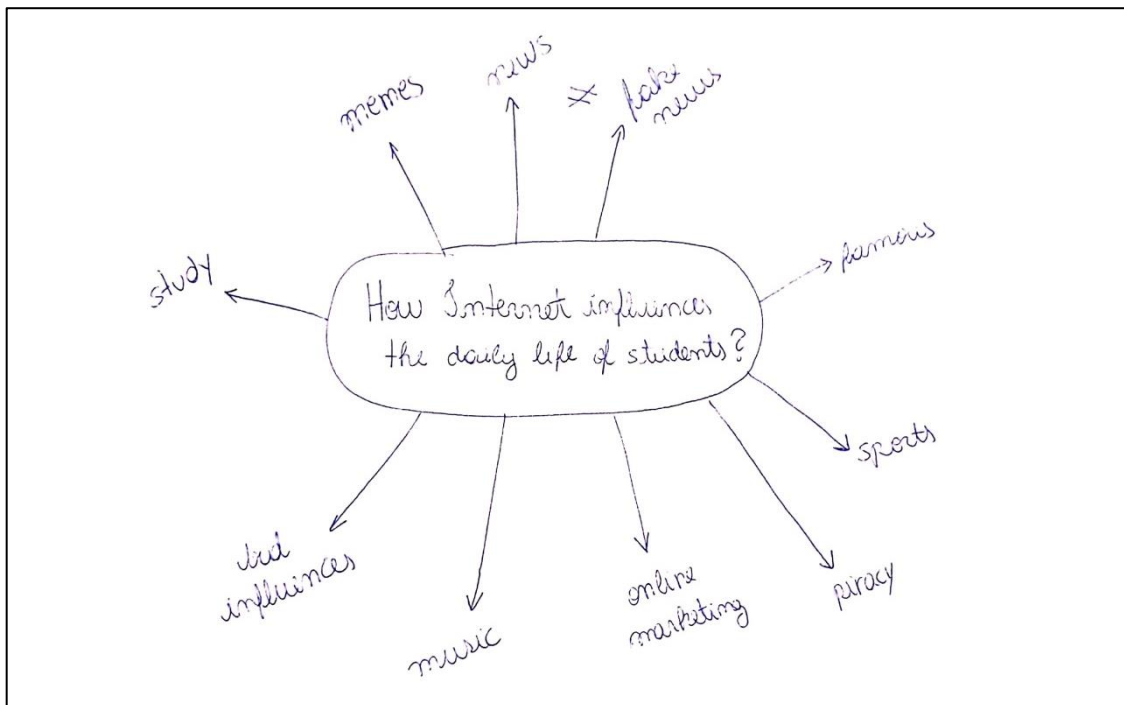 memes
news
≠
fake
news
study
famous
How Internet influences
the daily life of students?
sports
bad
influences
music
online
marketing
piracy